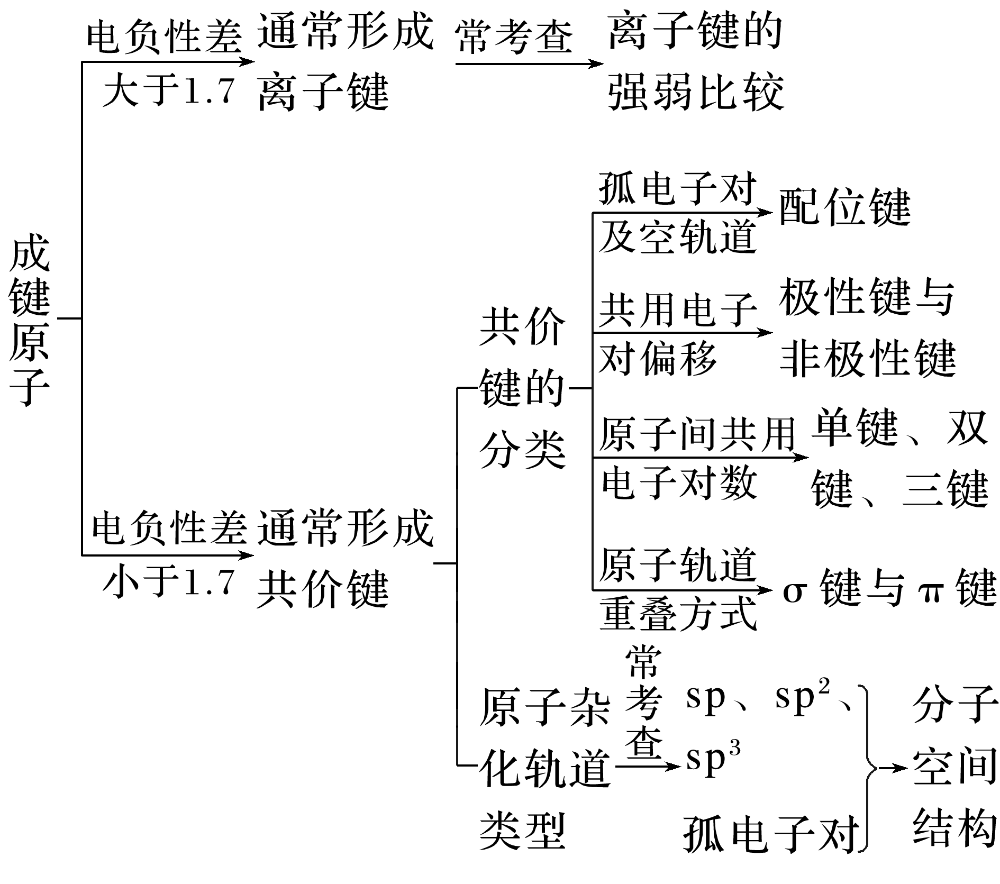 成键原子
电负性差
大于1.7
通常形成
离子键
常考查
离子键的
强弱比较
电负性差
小于1.7
通常形成
共价键
共价
键的
分类
孤电子对
及空轨道
配位键
共用电子
对偏移
极性键与
非极性键
原子间共用
电子对数
单键、双
键、三键
原子轨道
重叠方式
σ键与π键
原子杂
化轨道
类型
常考查
sp、sp²、
sp³
孤电子对
分子
空间
结构